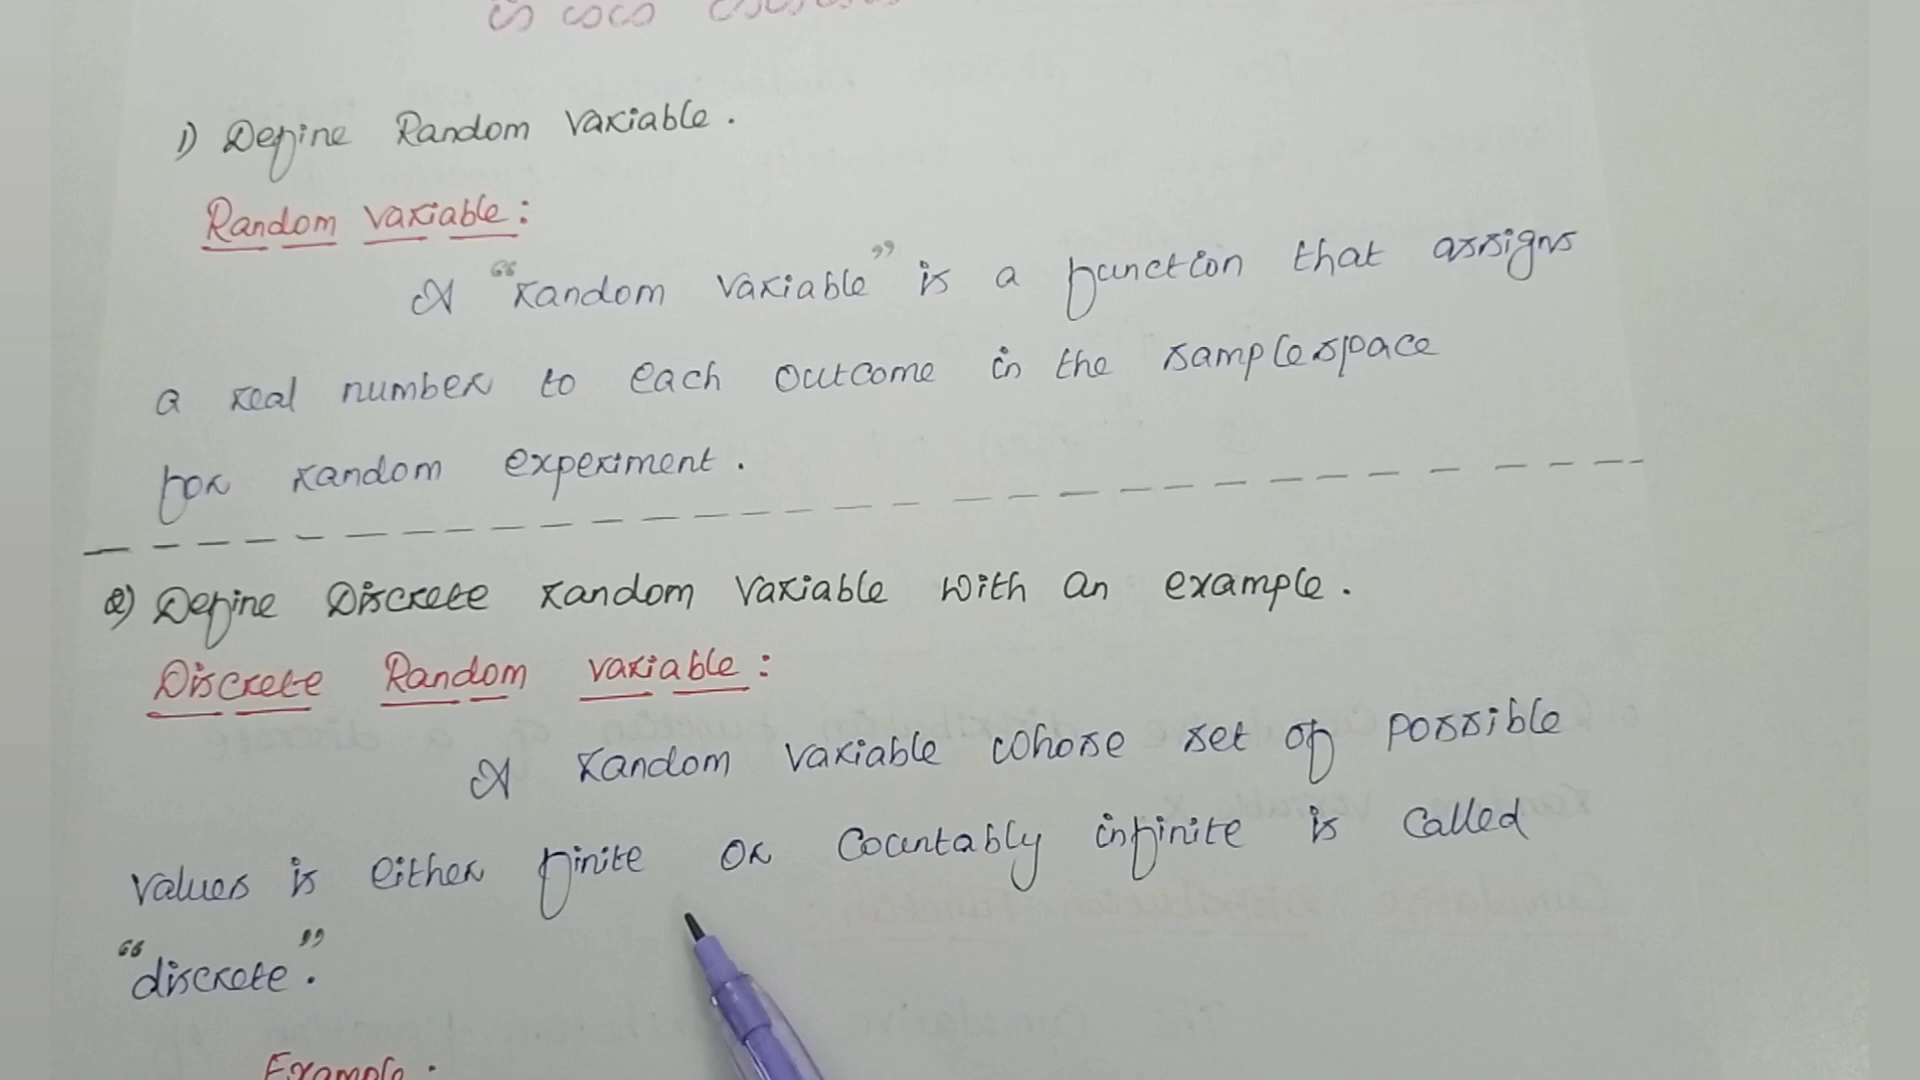 1) Define Random Variable.
Random variable:
A "random variable" is a function that assigns
a real number to each outcome in the samplespace
for random experiment.
2) Define Discrete random variable with an example.
Discrete Random variable:
A random variable whose set of possible
values is either finite or countably infinite is called
"discrete".
Example: